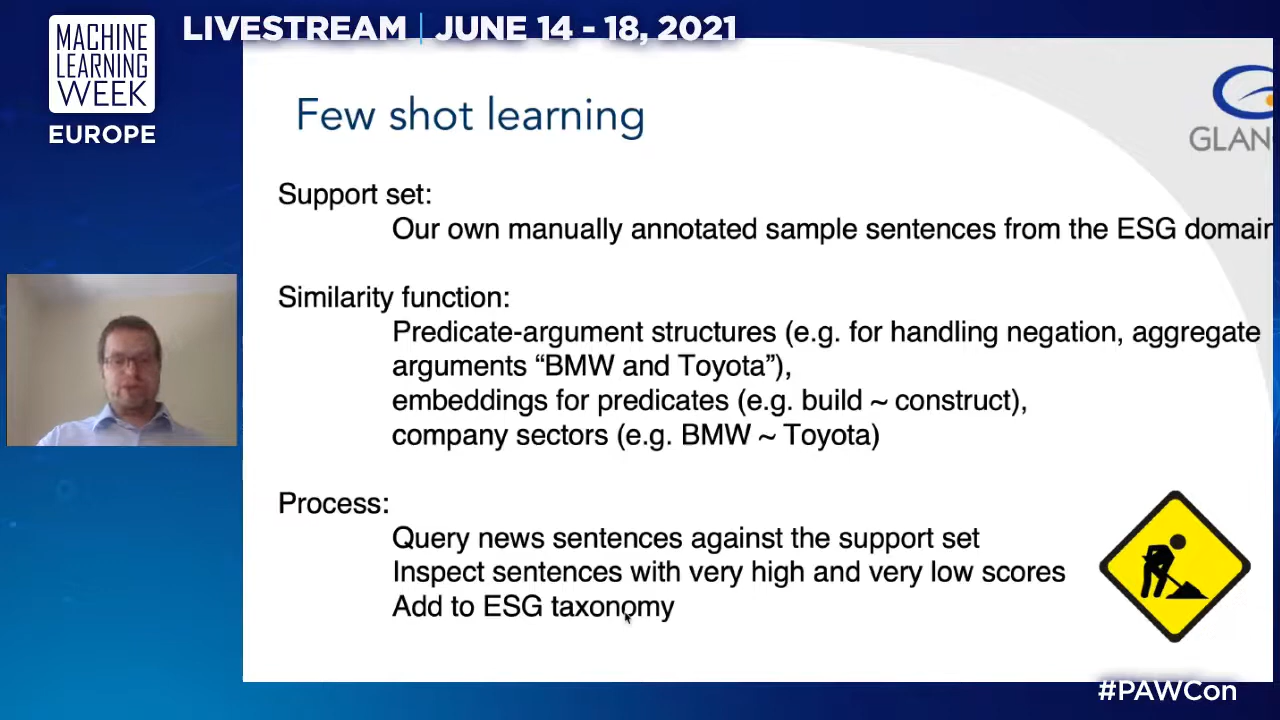 LIVESTREAM | JUNE 14 - 18, 2021
MACHINE
LEARNING
WEEK
EUROPE
Few shot learning
GLAN
Support set:
Our own manually annotated sample sentences from the ESG domain
Similarity function:
Predicate-argument structures (e.g. for handling negation, aggregate
arguments “BMW and Toyota”),
embeddings for predicates (e.g. build ~ construct),
company sectors (e.g. BMW ~ Toyota)
Process:
Query news sentences against the support set
Inspect sentences with very high and very low scores
Add to ESG taxonomy
#PAWCon